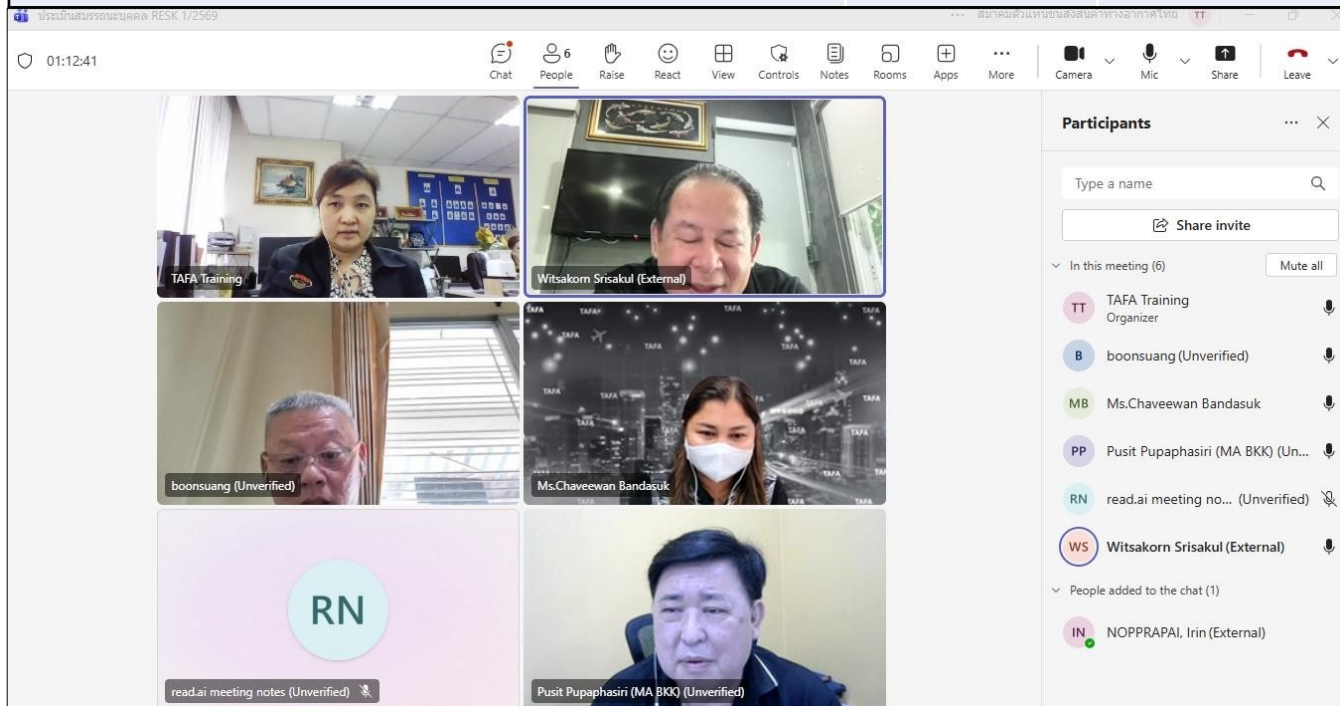 ประเมินสมรรถนะบุคคล RESK 1/2569
สมาคมตัวแทนขนส่งสินค้าทางอากาศไทย TT
01:12:41
6
Chat People Raise React View Controls Notes Rooms Apps More Camera Mic Share Leave
TAFA Training
Witsakorn Srisakul (External)
boonsuang (Unverified)
TAFA
Ms.Chaveewan Bandasuk
RN
read.ai meeting notes (Unverified)
Pusit Pupaphasiri (MA BKK) (Unverified)
Participants
Type a name
Share invite
In this meeting (6) Mute all
TT TAFA Training
Organizer
B boonsuang (Unverified)
MB Ms.Chaveewan Bandasuk
PP Pusit Pupaphasiri (MA BKK) (Un...
RN read.ai meeting no... (Unverified)
WS Witsakorn Srisakul (External)
People added to the chat (1)
IN NOPPRAPAI, Irin (External)